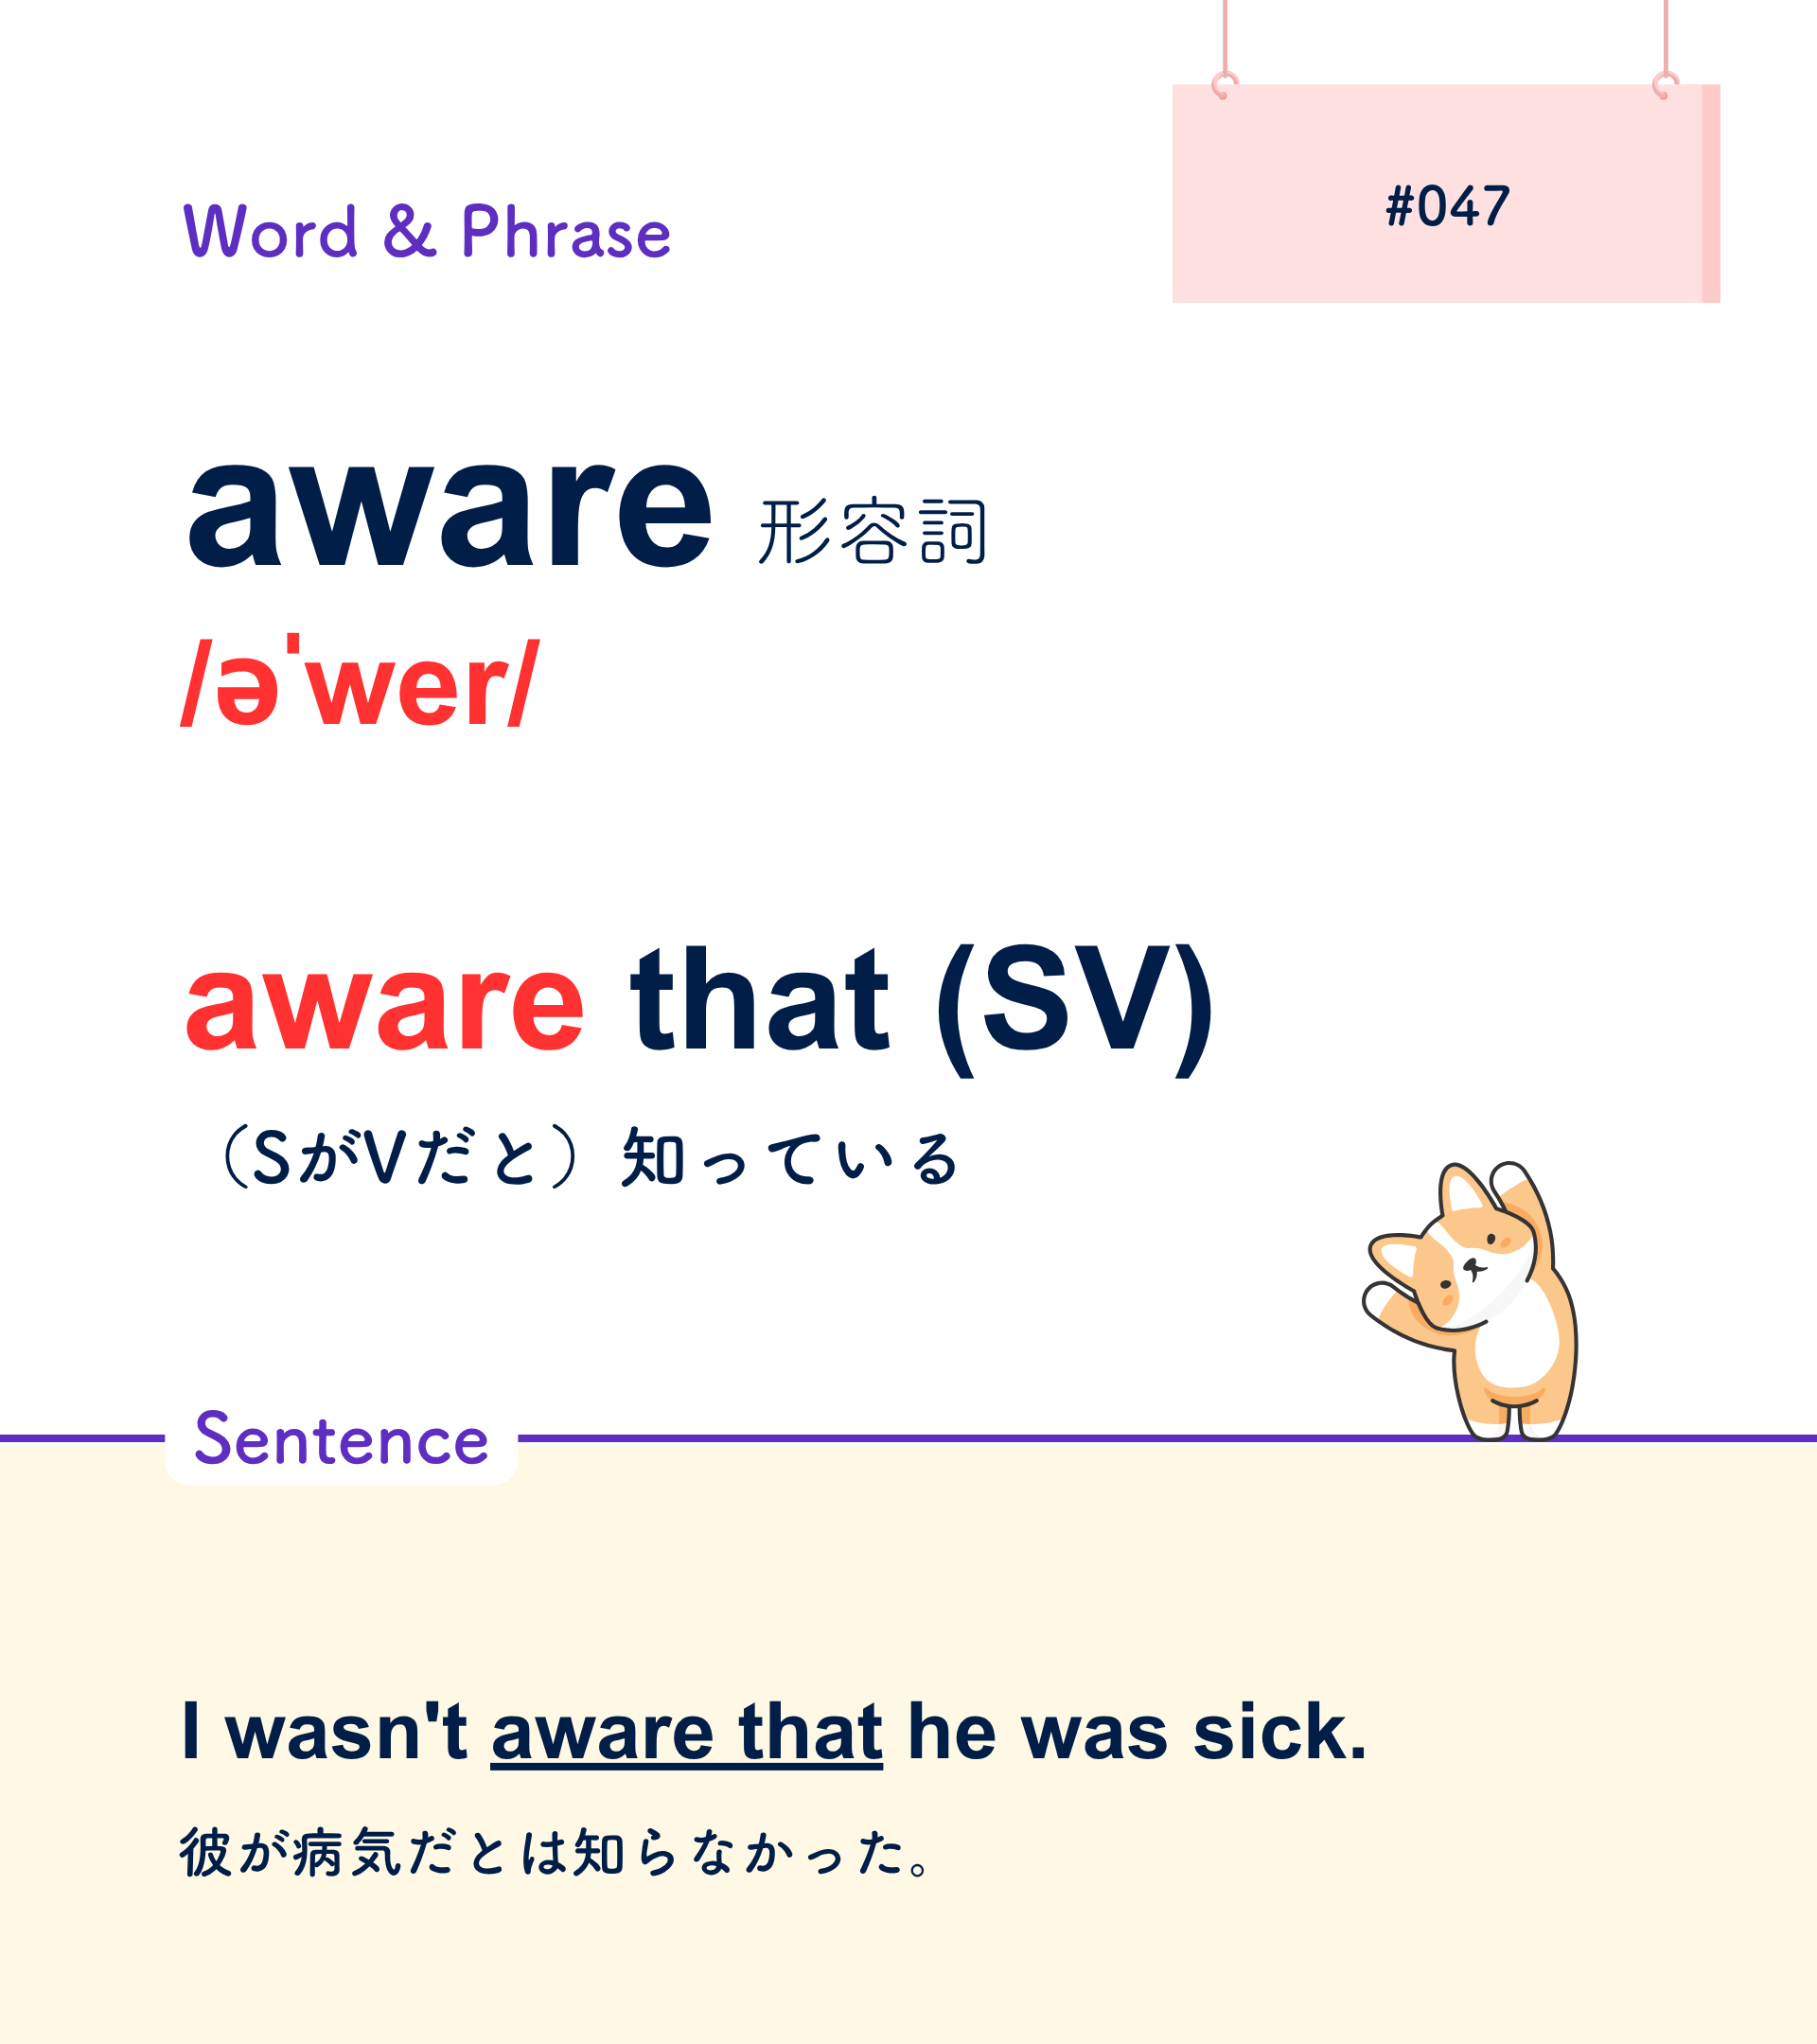 #047
Word & Phrase
aware 形容詞
/əˈwer/
aware that (SV)
（SがVだと）知っている
Sentence
I wasn't aware that he was sick.
彼が病気だとは知らなかった。